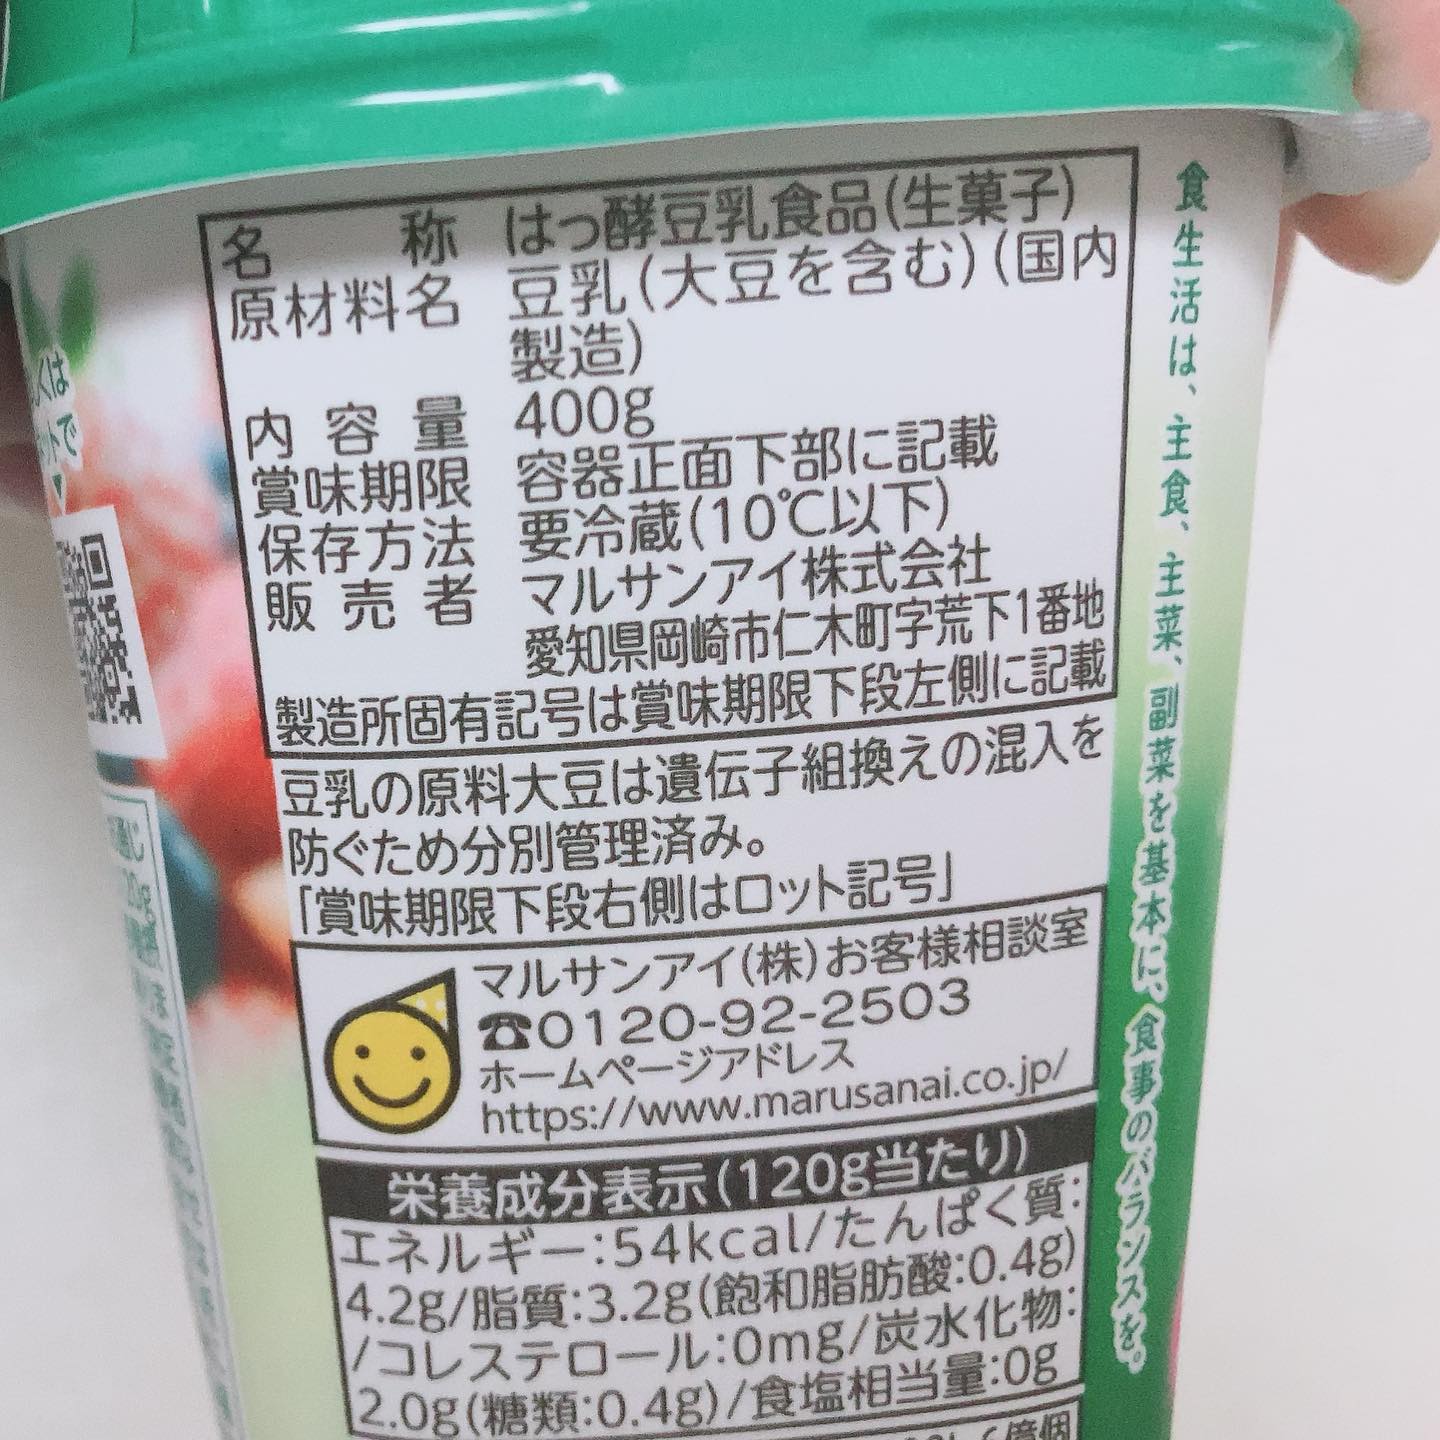 名称 はっ酵豆乳食品(生菓子)
原材料名 豆乳(大豆を含む)(国内
製造)
内容量 400g
賞味期限 容器正面下部に記載
保存方法 要冷蔵(10℃以下)
販売者 マルサンアイ株式会社
愛知県岡崎市仁木町字荒下1番地
製造所固有記号は賞味期限下段左側に記載
豆乳の原料大豆は遺伝子組換えの混入を
防ぐため分別管理済み。
「賞味期限下段右側はロット記号」
マルサンアイ(株)お客様相談室
☎0120-92-2503
ホームページアドレス
https://www.marusanai.co.jp/
栄養成分表示(120g当たり)
エネルギー:54kcal/たんぱく質:
4.2g/脂質:3.2g(飽和脂肪酸:0.4g)
/コレステロール:0mg/炭水化物:
2.0g(糖類:0.4g)/食塩相当量:0g
食生活は、主食、主菜、副菜を基本に、食事のバランスを。